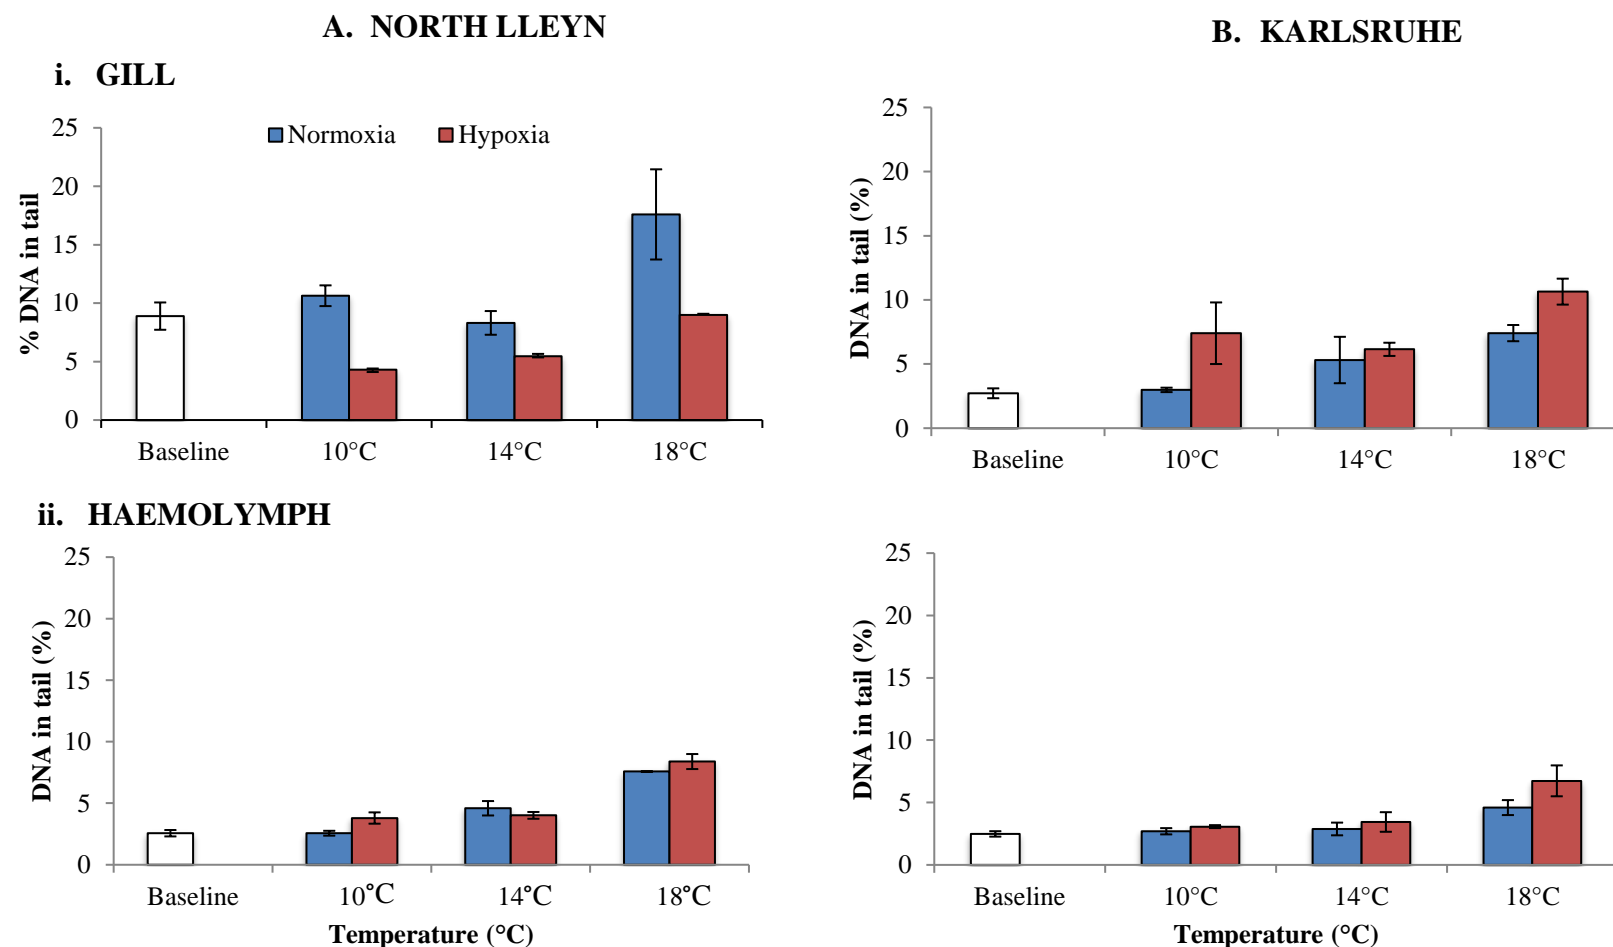 A. NORTH LLEYN
B. KARLSRUHE
i. GILL
Normoxia Hypoxia
% DNA in tail
25
20
15
10
5
0
Baseline 10°C 14°C 18°C
DNA in tail (%)
25
20
15
10
5
0
Baseline 10°C 14°C 18°C
ii. HAEMOLYMPH
DNA in tail (%)
25
20
15
10
5
0
Baseline 10°C 14°C 18°C
Temperature (°C)
DNA in tail (%)
25
20
15
10
5
0
Baseline 10°C 14°C 18°C
Temperature (°C)